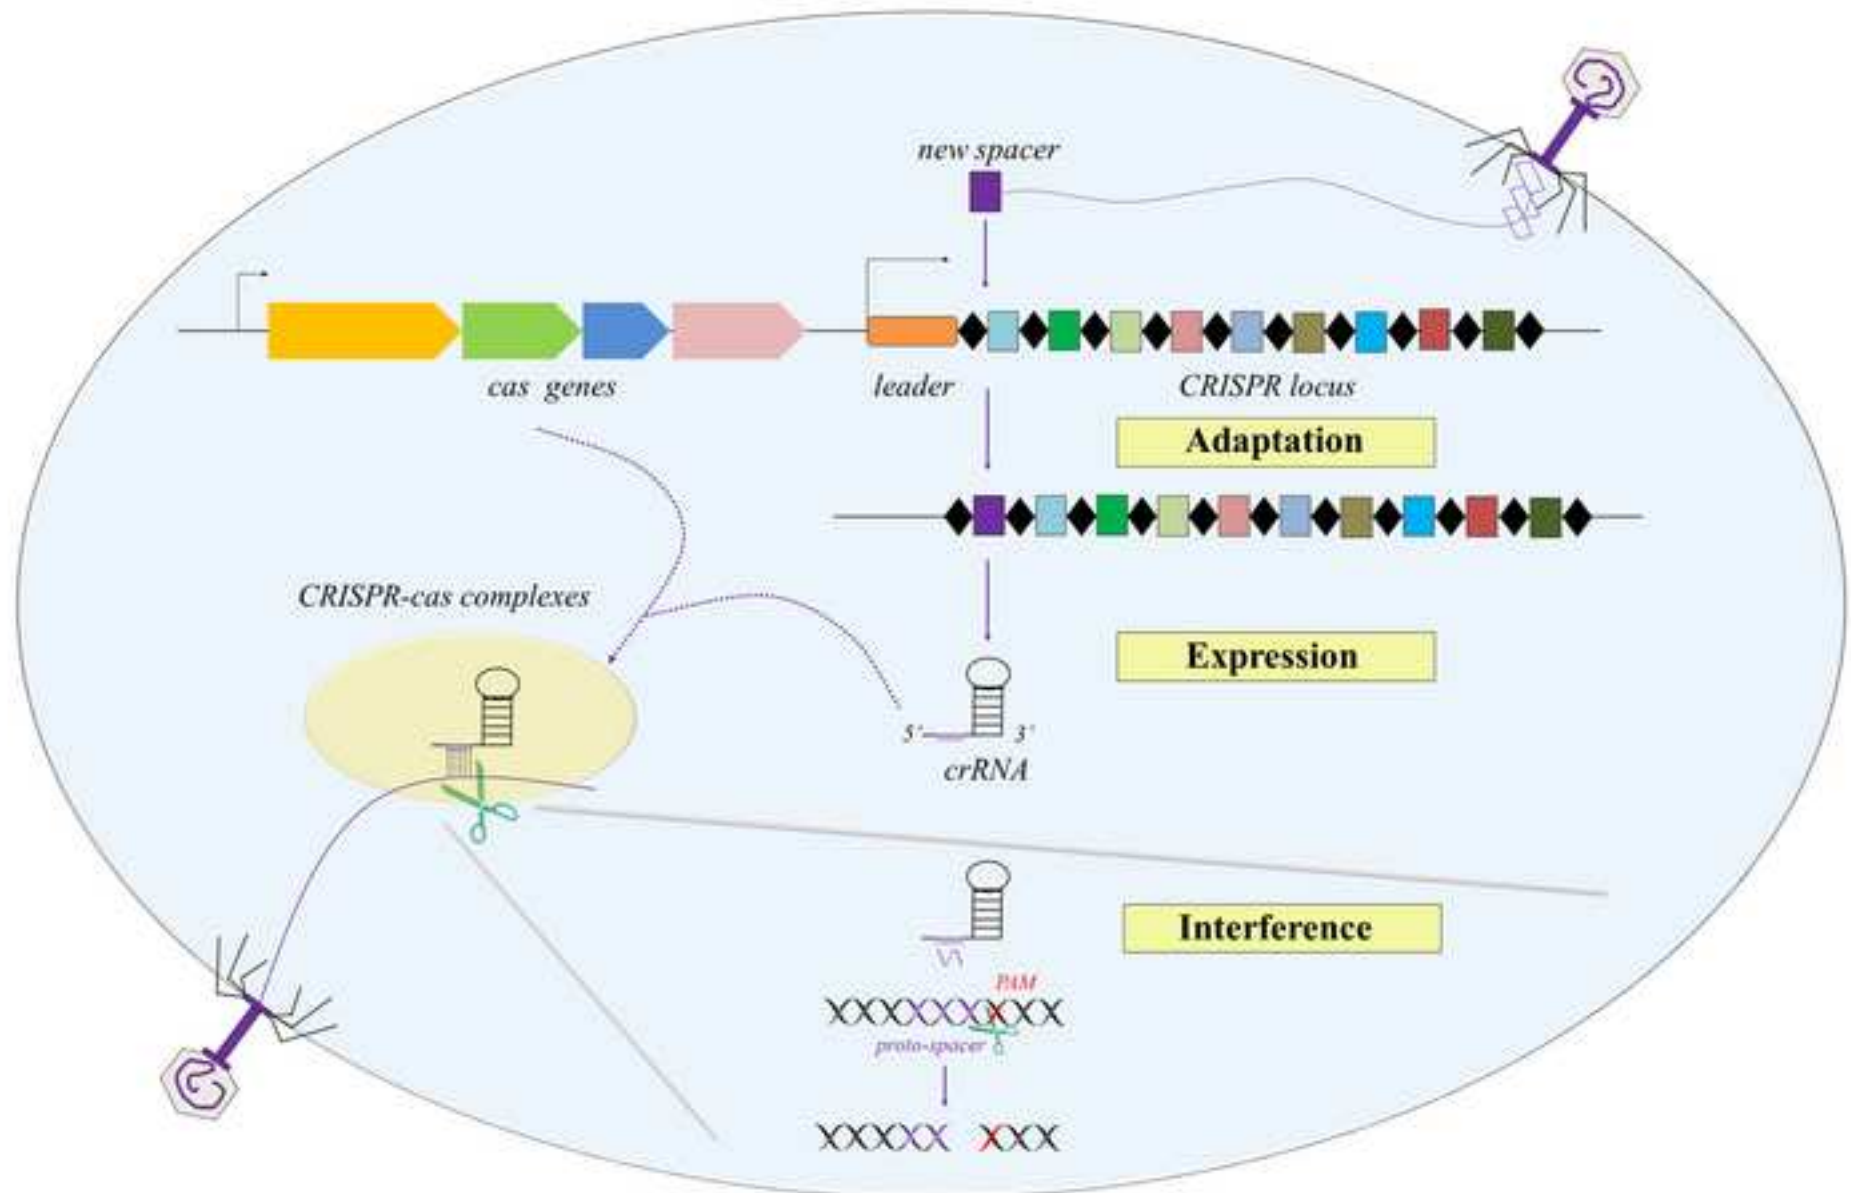 new spacer
cas genes
leader
CRISPR locus
Adaptation
CRISPR-cas complexes
Expression
5'
3'
crRNA
Interference
PAM
proto-spacer